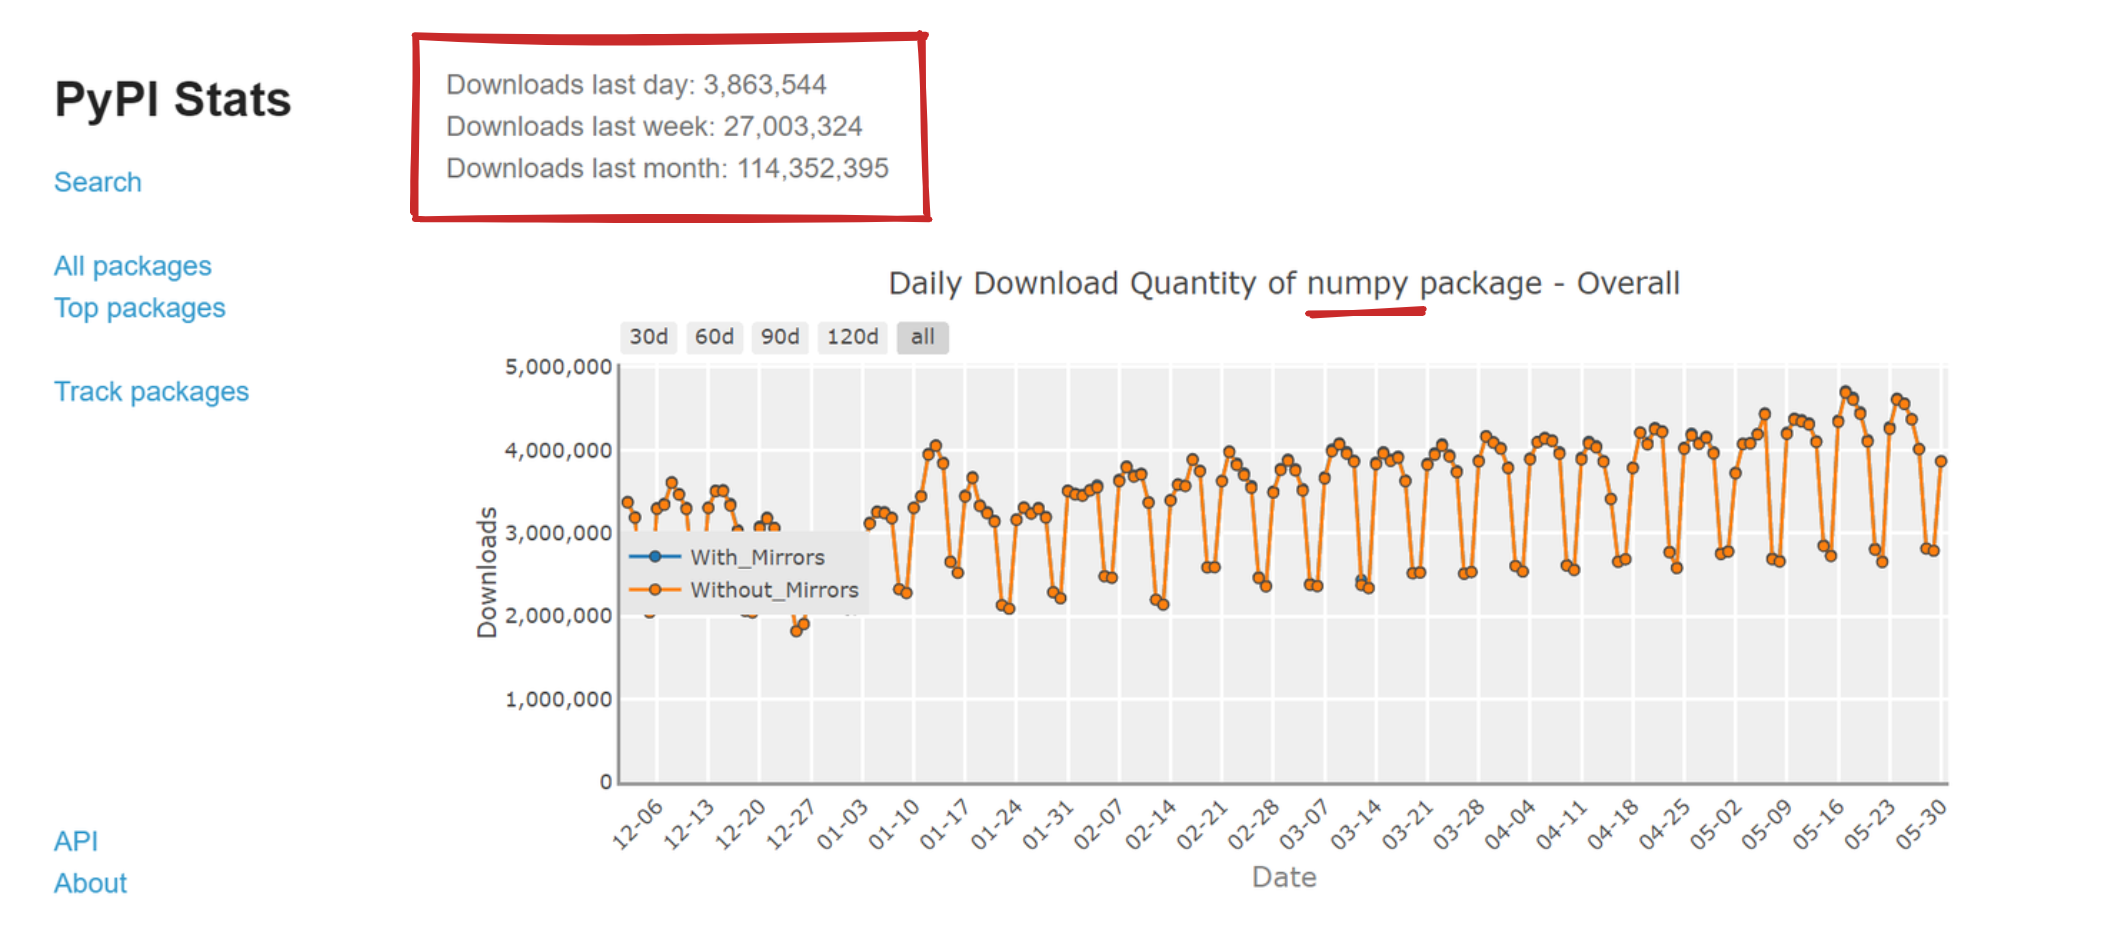 PyPI Stats
Search
All packages
Top packages
Track packages
API
About
Downloads last day: 3,863,544
Downloads last week: 27,003,324
Downloads last month: 114,352,395
Daily Download Quantity of numpy package - Overall
30d 60d 90d 120d all
5,000,000
4,000,000
3,000,000
2,000,000
1,000,000
0
Downloads
With_Mirrors
Without_Mirrors
12-06 12-13 12-20 12-27 01-03 01-10 01-17 01-24 01-31 02-07 02-14 02-21 02-28 03-07 03-14 03-21 03-28 04-04 04-11 04-18 04-25 05-02 05-09 05-16 05-23 05-30
Date